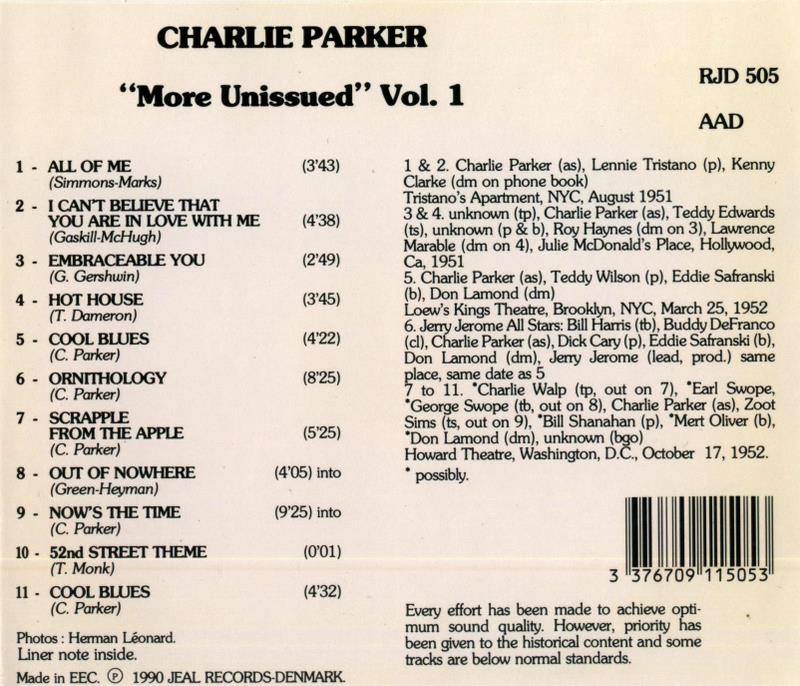 CHARLIE PARKER
"More Unissued" Vol. 1
RJD 505
AAD
1 - ALL OF ME (3'43)
(Simmons-Marks)
2 - I CAN'T BELIEVE THAT
YOU ARE IN LOVE WITH ME (4'38)
(Gaskill-McHugh)
3 - EMBRACEABLE YOU (2'49)
(G. Gershwin)
4 - HOT HOUSE (3'45)
(T. Dameron)
5 - COOL BLUES (4'22)
(C. Parker)
6 - ORNITHOLOGY (8'25)
(C. Parker)
7 - SCRAPPLE
FROM THE APPLE (5'25)
(C. Parker)
8 - OUT OF NOWHERE (4'05) into
(Green-Heyman)
9 - NOW'S THE TIME (9'25) into
(C. Parker)
10 - 52nd STREET THEME (0'01)
(T. Monk)
11 - COOL BLUES (4'32)
(C. Parker)
Photos : Herman Léonard.
Liner note inside.
Made in EEC. ℗ 1990 JEAL RECORDS-DENMARK.
1 & 2. Charlie Parker (as), Lennie Tristano (p), Kenny
Clarke (dm on phone book)
Tristano's Apartment, NYC, August 1951
3 & 4. unknown (tp), Charlie Parker (as), Teddy Edwards
(ts), unknown (p & b), Roy Haynes (dm on 3), Lawrence
Marable (dm on 4), Julie McDonald's Place, Hollywood,
Ca, 1951
5. Charlie Parker (as), Teddy Wilson (p), Eddie Safranski
(b), Don Lamond (dm)
Loew's Kings Theatre, Brooklyn, NYC, March 25, 1952
6. Jerry Jerome All Stars: Bill Harris (tb), Buddy DeFranco
(cl), Charlie Parker (as), Dick Cary (p), Eddie Safranski (b),
Don Lamond (dm), Jerry Jerome (lead, prod.) same
place, same date as 5
7 to 11. *Charlie Walp (tp, out on 7), *Earl Swope,
*George Swope (tb, out on 8), Charlie Parker (as), Zoot
Sims (ts, out on 9), *Bill Shanahan (p), *Mert Oliver (b),
*Don Lamond (dm), unknown (bgo)
Howard Theatre, Washington, D.C., October 17, 1952.
* possibly.
3 376709 115053
Every effort has been made to achieve opti-
mum sound quality. However, priority has
been given to the historical content and some
tracks are below normal standards.